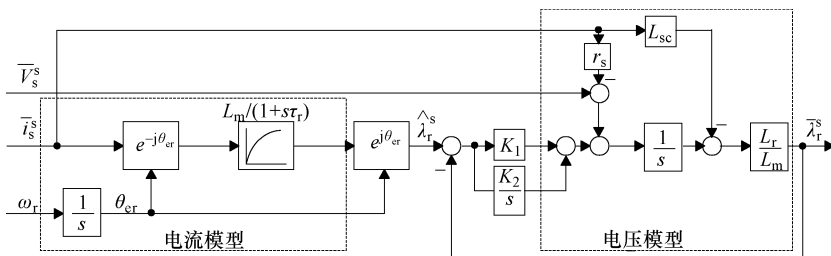 L_sc
r_s
−
−
V̅_s^s
L_m/(1+sτ_r)
i̅_s^s
e^{-jθ_er}
e^{jθ_er}
λ̂_r^s
K_1
1/s
L_r/L_m
λ̅_r^s
−
K_2/s
ω_r
1/s
θ_er
电流模型
电压模型